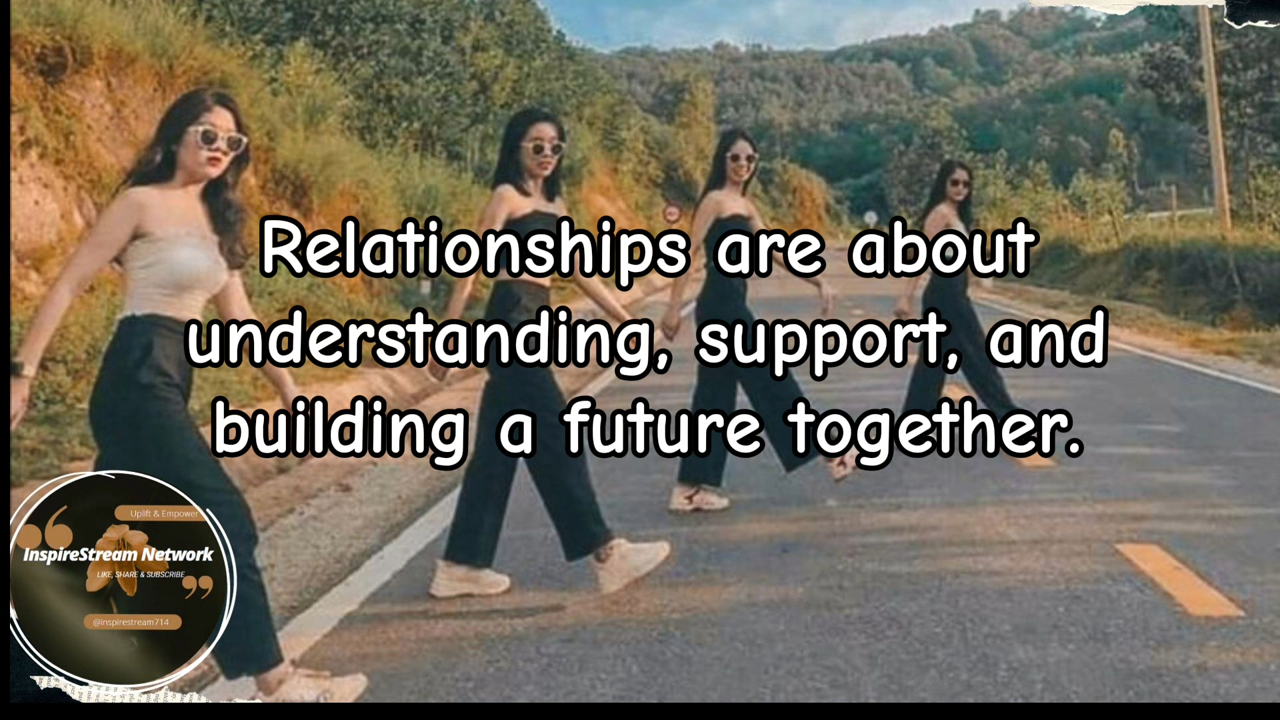 Relationships are about
understanding, support, and
building a future together.
Uplift & Empower
InspireStream Network
LIKE, SHARE & SUBSCRIBE
@inspirestream714